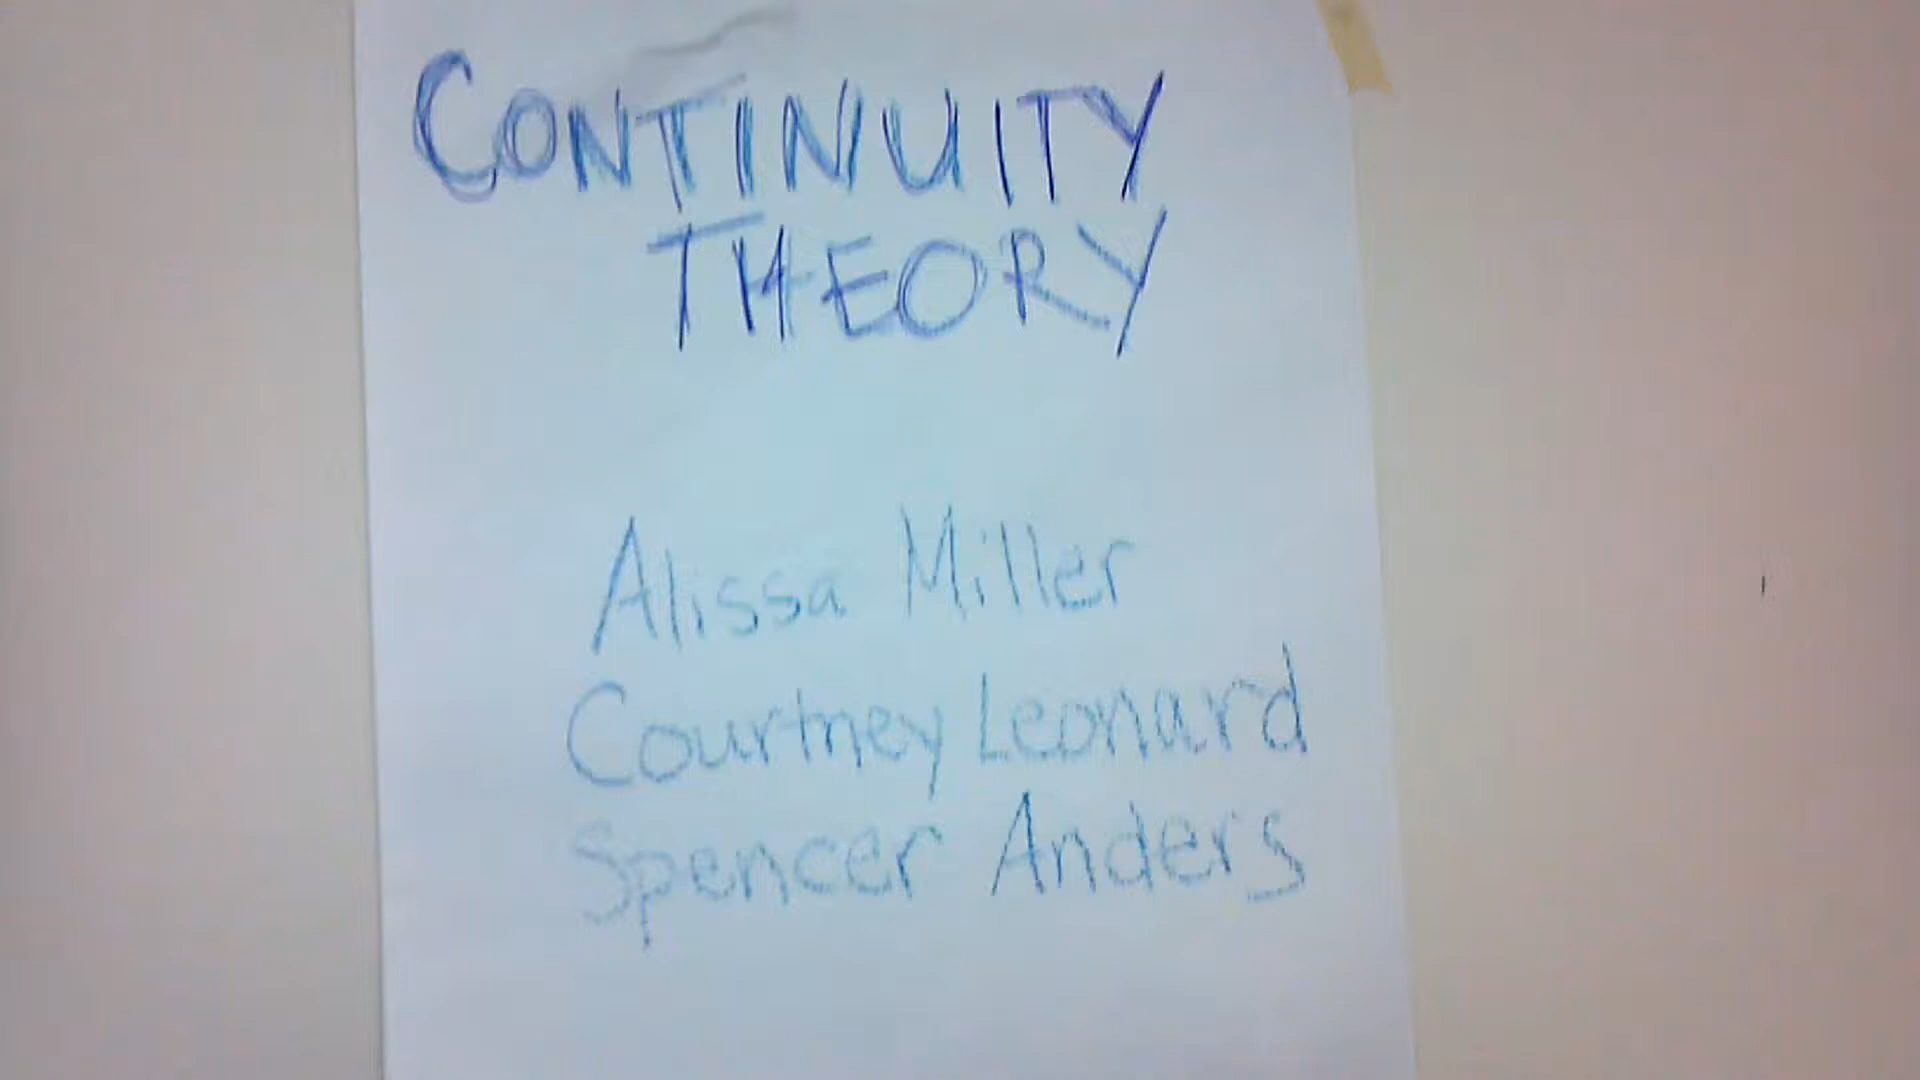 CONTINUITY
THEORY
Alissa Miller
Courtney Leonard
Spencer Anders